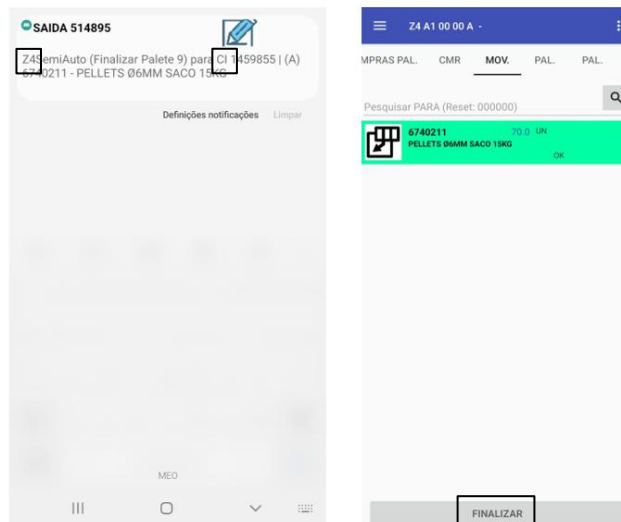 SAIDA 514895
Z4SemiAuto (Finalizar Palete 9) para CI 1459855 | (A)
6740211 - PELLETS Ø6MM SACO 15KG
Definições notificações Limpar
MEO
Z4 A1 00 00 A -
MPRAS PAL. CMR MOV. PAL. PAL.
Pesquisar PARA (Reset: 000000)
6740211 70.0 UN
PELLETS Ø6MM SACO 15KG
OK
FINALIZAR